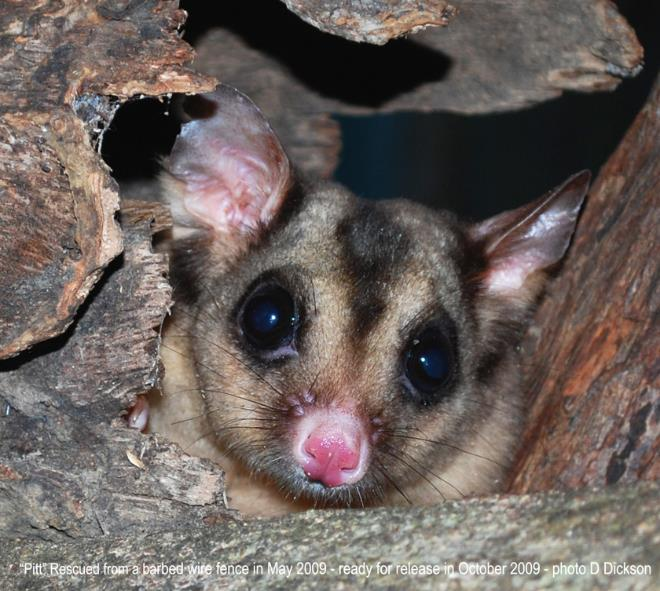 "Pitt". Rescued from a barbed wire fence in May 2009 - ready for release in October 2009 - photo D Dickson